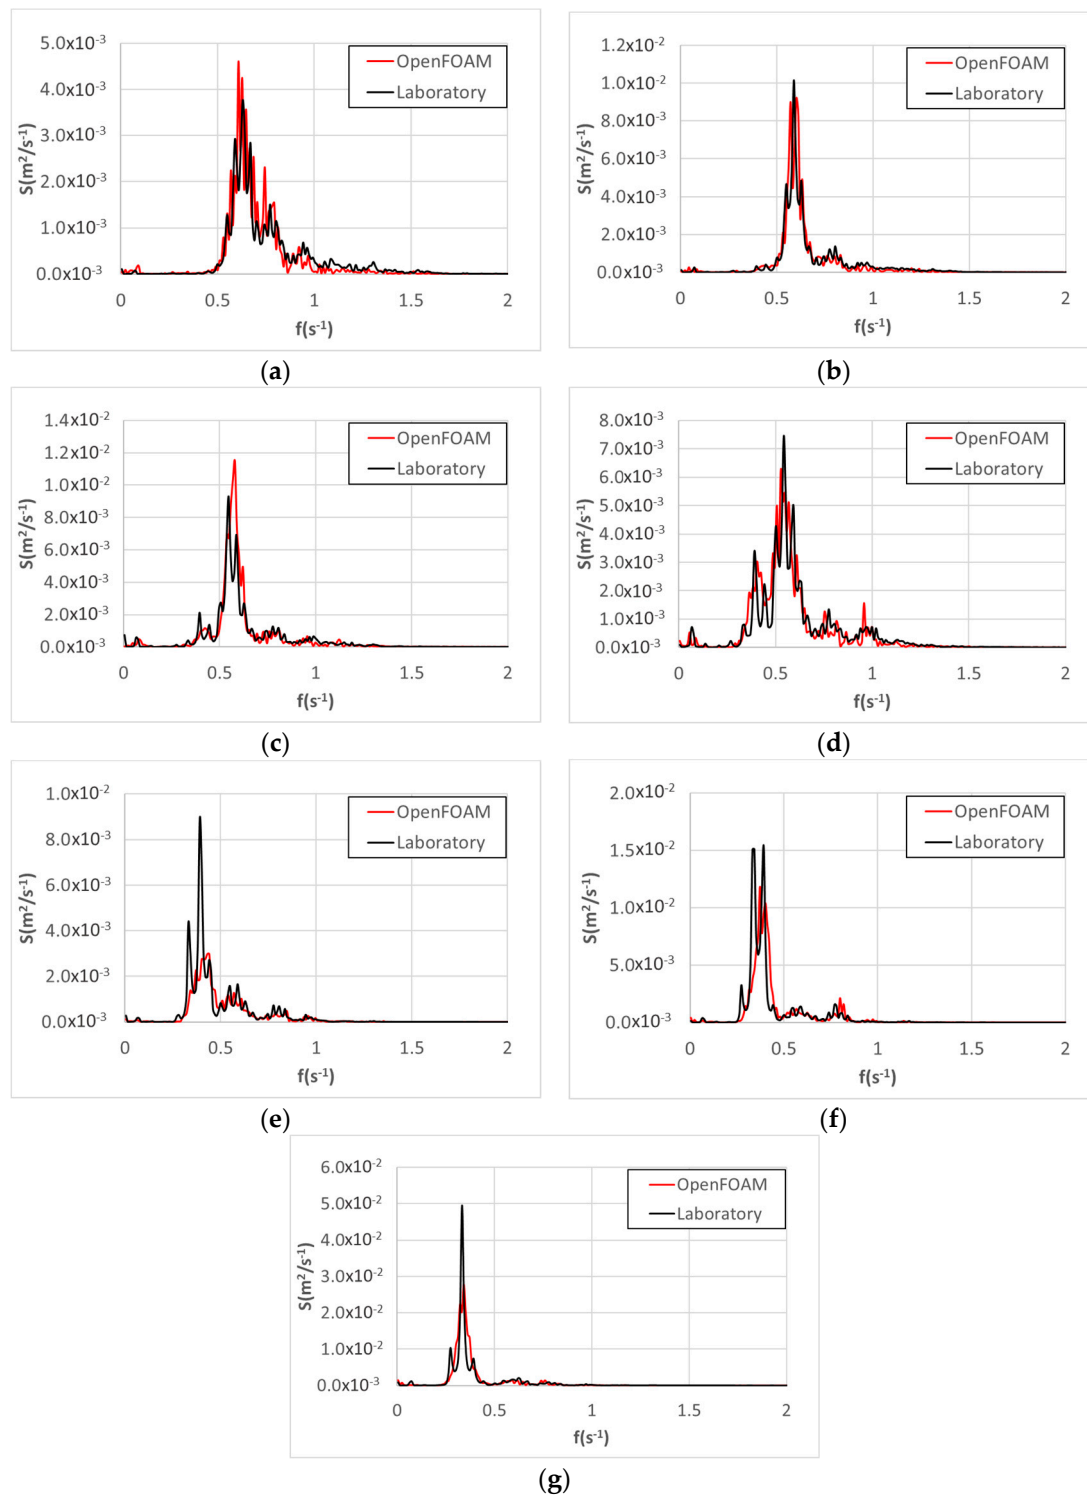 5.0x10-3
4.0x10-3
3.0x10-3
2.0x10-3
1.0x10-3
0.0x10-3
S(m2/s-1)
OpenFOAM
Laboratory
0 0.5 1 1.5 2
f(s-1)
(a)
1.2x10-2
1.0x10-2
8.0x10-3
6.0x10-3
4.0x10-3
2.0x10-3
0.0x10-3
S(m2/s-1)
OpenFOAM
Laboratory
0 0.5 1 1.5 2
f(s-1)
(b)
1.4x10-2
1.2x10-2
1.0x10-2
8.0x10-3
6.0x10-3
4.0x10-3
2.0x10-3
0.0x10-3
S(m2/s-1)
OpenFOAM
Laboratory
0 0.5 1 1.5 2
f(s-1)
(c)
8.0x10-3
7.0x10-3
6.0x10-3
5.0x10-3
4.0x10-3
3.0x10-3
2.0x10-3
1.0x10-3
0.0x10-3
S(m2/s-1)
OpenFOAM
Laboratory
0 0.5 1 1.5 2
f(s-1)
(d)
1.0x10-2
8.0x10-3
6.0x10-3
4.0x10-3
2.0x10-3
0.0x10-3
S(m2/s-1)
OpenFOAM
Laboratory
0 0.5 1 1.5 2
f(s-1)
(e)
2.0x10-2
1.5x10-2
1.0x10-2
5.0x10-3
0.0x10-3
S(m2/s-1)
OpenFOAM
Laboratory
0 0.5 1 1.5 2
f(s-1)
(f)
6.0x10-2
5.0x10-2
4.0x10-2
3.0x10-2
2.0x10-2
1.0x10-2
0.0x10-3
S(m2/s-1)
OpenFOAM
Laboratory
0 0.5 1 1.5 2
f(s-1)
(g)